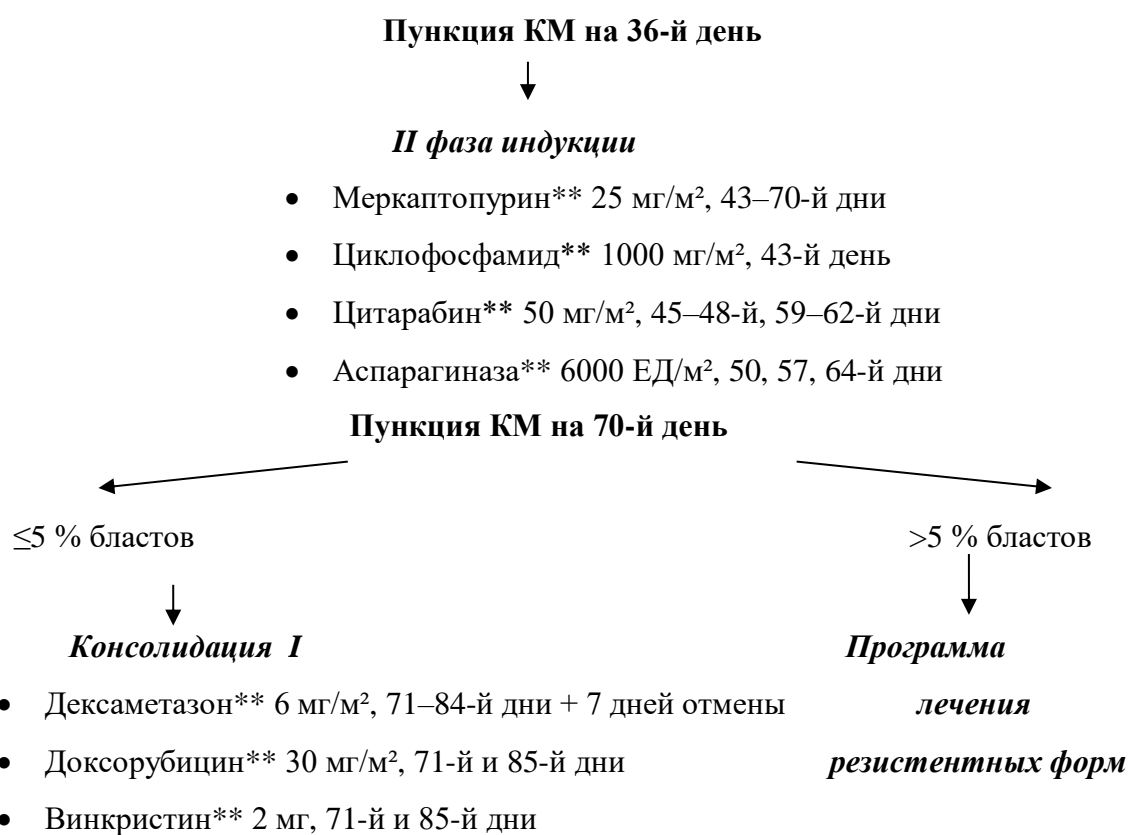 Пункция КМ на 36-й день
II фаза индукции
• Меркаптопурин** 25 мг/м², 43–70-й дни
• Циклофосфамид** 1000 мг/м², 43-й день
• Цитарабин** 50 мг/м², 45–48-й, 59–62-й дни
• Аспарагиназа** 6000 ЕД/м², 50, 57, 64-й дни
Пункция КМ на 70-й день
≤5 % бластов
>5 % бластов
Консолидация I
• Дексаметазон** 6 мг/м², 71–84-й дни + 7 дней отмены
• Доксорубицин** 30 мг/м², 71-й и 85-й дни
• Винкристин** 2 мг, 71-й и 85-й дни
Программа
лечения
резистентных форм